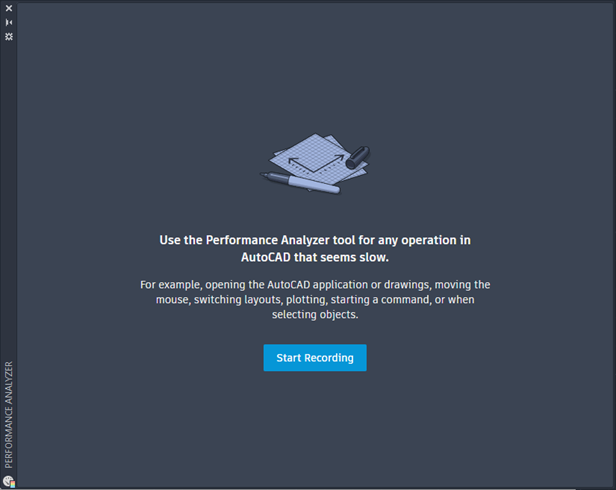 Use the Performance Analyzer tool for any operation in
AutoCAD that seems slow.
For example, opening the AutoCAD application or drawings, moving the
mouse, switching layouts, plotting, starting a command, or when
selecting objects.
Start Recording
PERFORMANCE ANALYZER